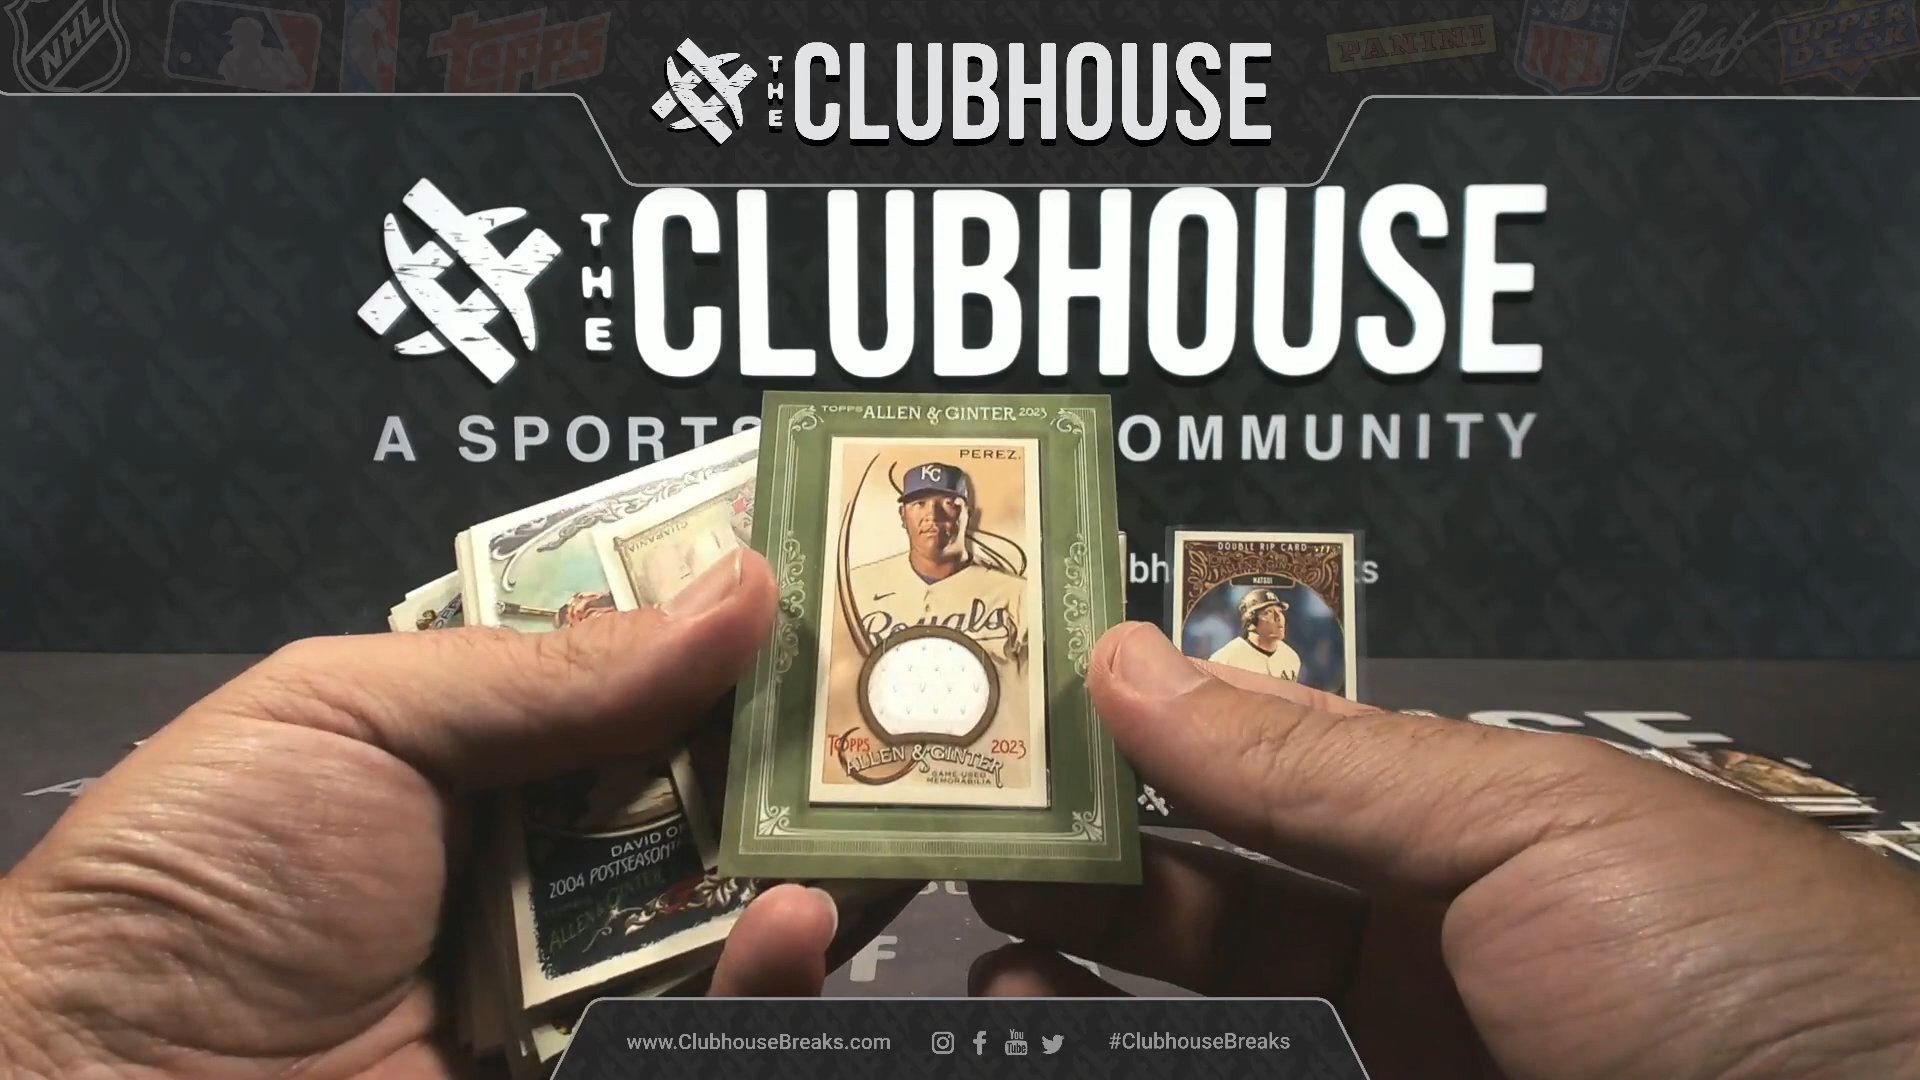 NHL
TOPPS
PANINI
NFL
Leaf
UPPER
DECK
THE CLUBHOUSE
THE CLUBHOUSE
A SPORTS
OMMUNITY
TOPPS ALLEN & GINTER 2023
PEREZ.
KC
Royals
TOPPS 2023
ALLEN & GINTER
GAME-USED
MEMORABILIA
DOUBLE RIP CARD
MATSUI
DAVID
2004 POSTSEASON
ALLEN & GINTER
www.ClubhouseBreaks.com
You
Tube
#ClubhouseBreaks